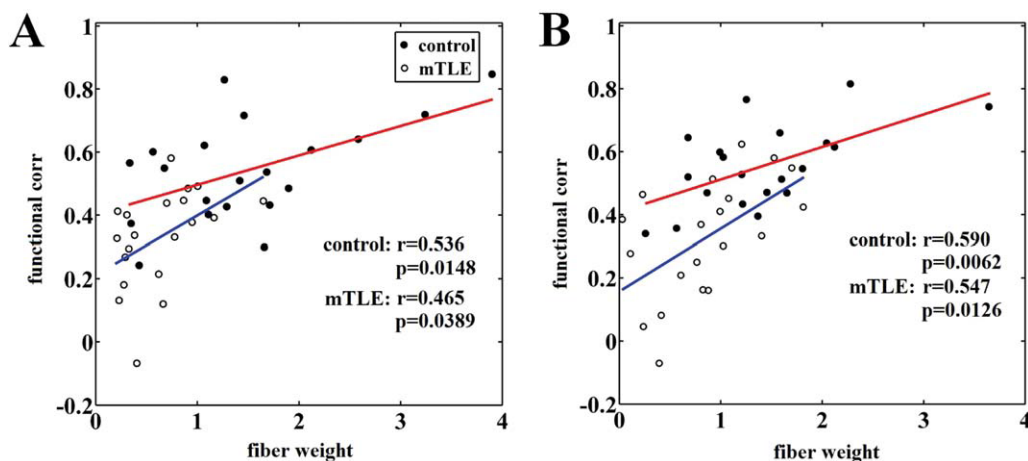 A
functional corr
1
0.8
0.6
0.4
0.2
0
-0.2
control
mTLE
control: r=0.536
p=0.0148
mTLE: r=0.465
p=0.0389
0 1 2 3 4
fiber weight
B
functional corr
1
0.8
0.6
0.4
0.2
0
-0.2
control: r=0.590
p=0.0062
mTLE: r=0.547
p=0.0126
0 1 2 3 4
fiber weight